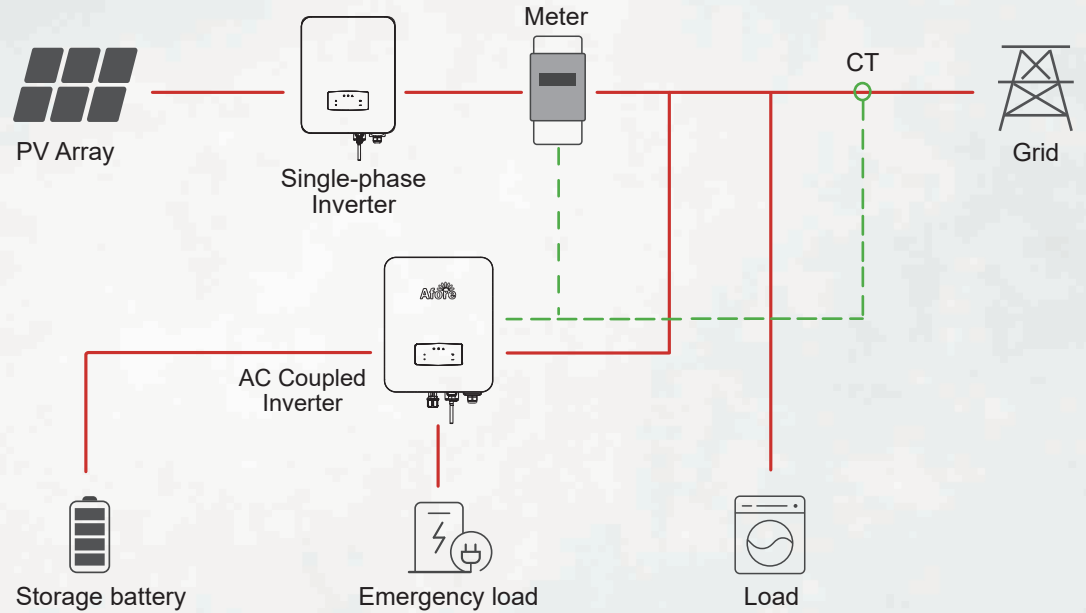 Meter
CT
PV Array
Grid
Single-phase
Inverter
Afore
AC Coupled
Inverter
Storage battery
Emergency load
Load